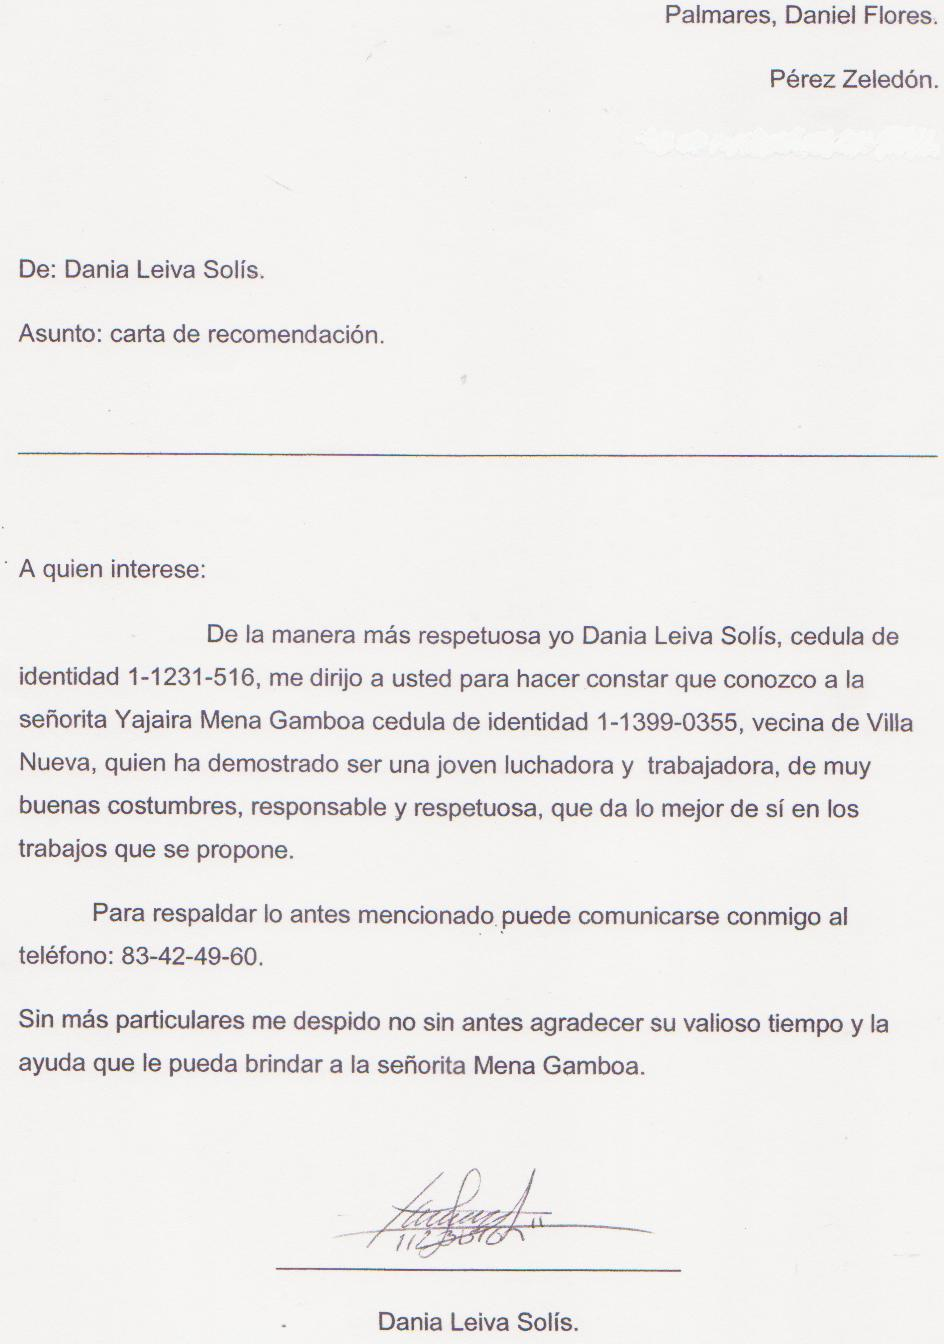 Palmares, Daniel Flores.
Pérez Zeledón.
De: Dania Leiva Solís.
Asunto: carta de recomendación.
A quien interese:
De la manera más respetuosa yo Dania Leiva Solís, cedula de
identidad 1-1231-516, me dirijo a usted para hacer constar que conozco a la
señorita Yajaira Mena Gamboa cedula de identidad 1-1399-0355, vecina de Villa
Nueva, quien ha demostrado ser una joven luchadora y trabajadora, de muy
buenas costumbres, responsable y respetuosa, que da lo mejor de sí en los
trabajos que se propone.
Para respaldar lo antes mencionado puede comunicarse conmigo al
teléfono: 83-42-49-60.
Sin más particulares me despido no sin antes agradecer su valioso tiempo y la
ayuda que le pueda brindar a la señorita Mena Gamboa.
Dania Leiva Solís.